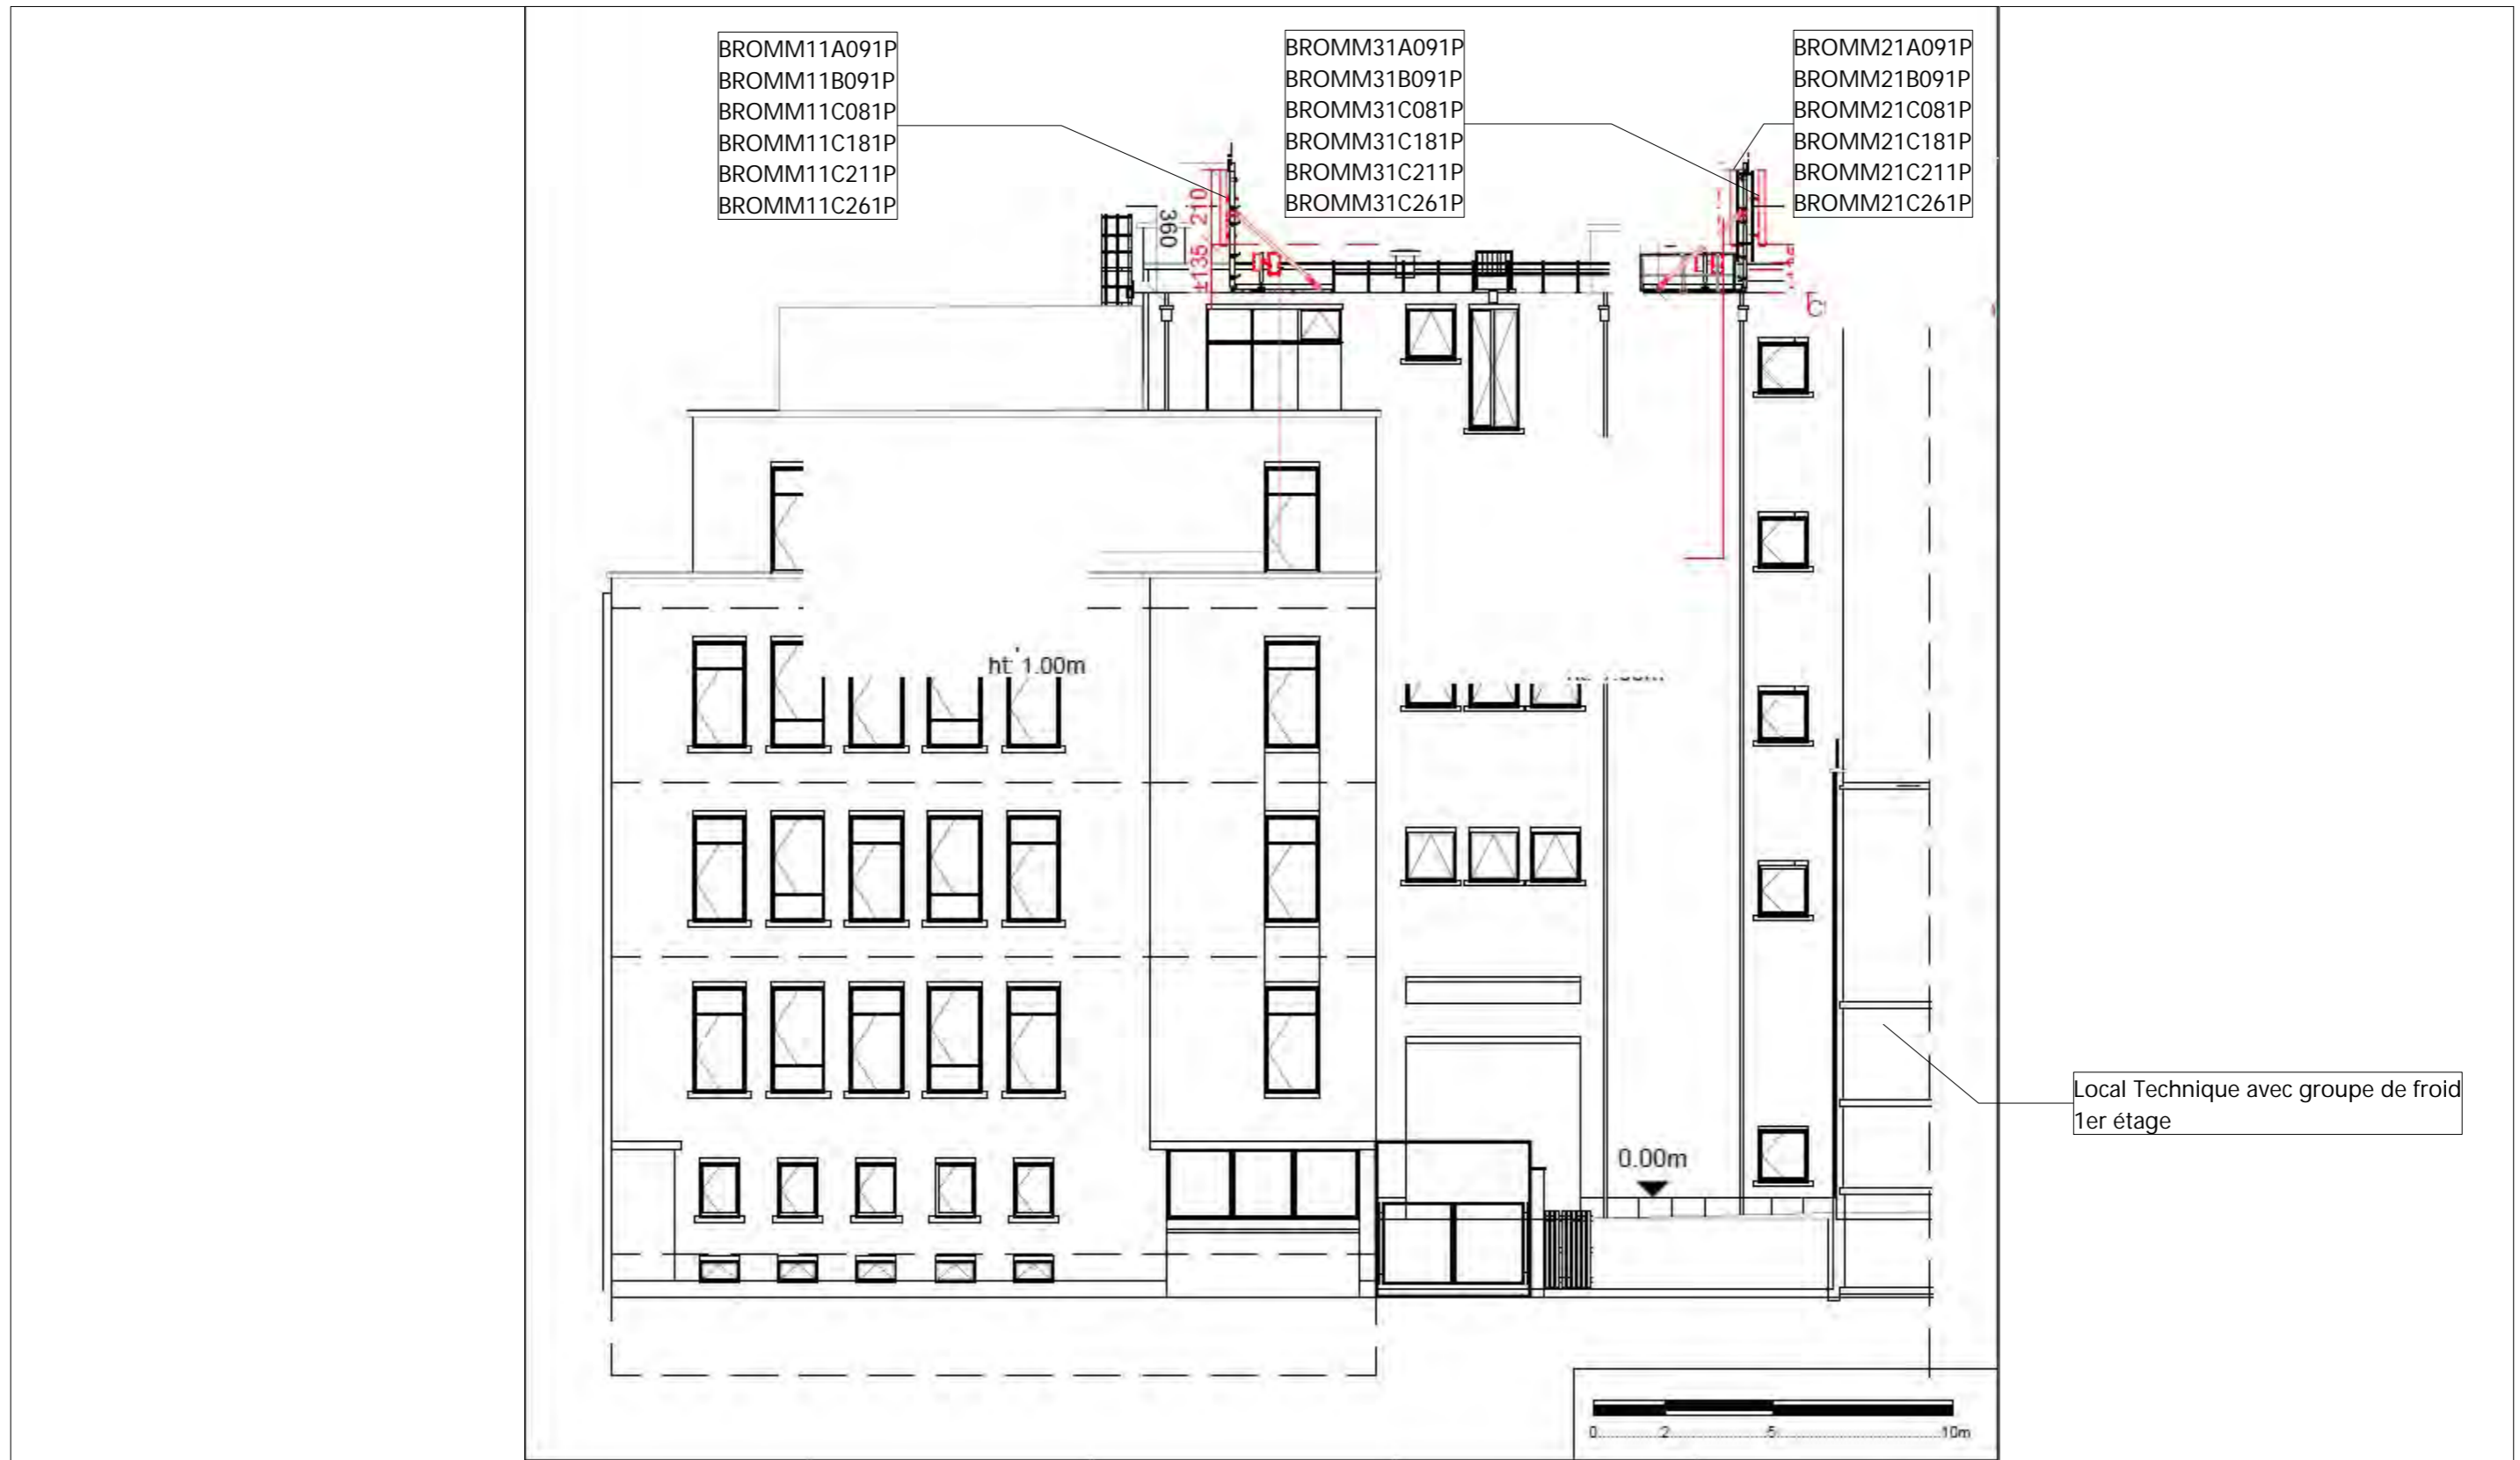 BROMM11A091P
BROMM11B091P
BROMM11C081P
BROMM11C181P
BROMM11C211P
BROMM11C261P
BROMM31A091P
BROMM31B091P
BROMM31C081P
BROMM31C181P
BROMM31C211P
BROMM31C261P
BROMM21A091P
BROMM21B091P
BROMM21C081P
BROMM21C181P
BROMM21C211P
BROMM21C261P
210
360
±135
ht: 1.00m
Local Technique avec groupe de froid
1er étage
0.00m
0 2 5 10m